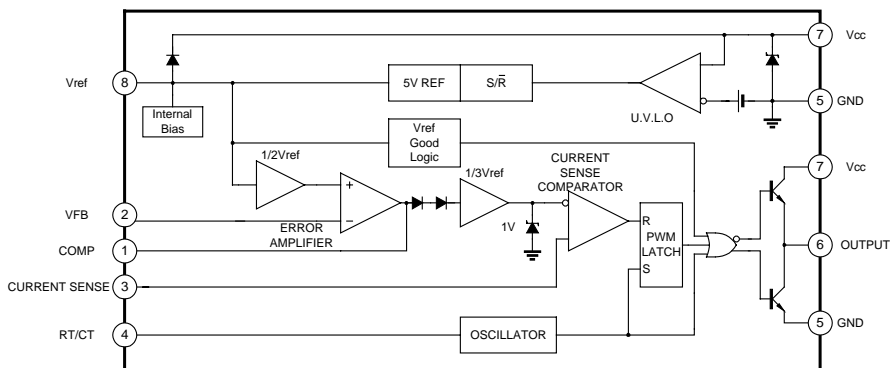 7 Vcc
Vref 8
5V REF S/R̅
Internal
Bias
U.V.L.O
5 GND
Vref
Good
Logic
1/2Vref
1/3Vref
CURRENT
SENSE
COMPARATOR
7 Vcc
+
−
VFB 2
ERROR
AMPLIFIER
1V
R
PWM
LATCH
S
6 OUTPUT
COMP 1
CURRENT SENSE 3
5 GND
RT/CT 4
OSCILLATOR